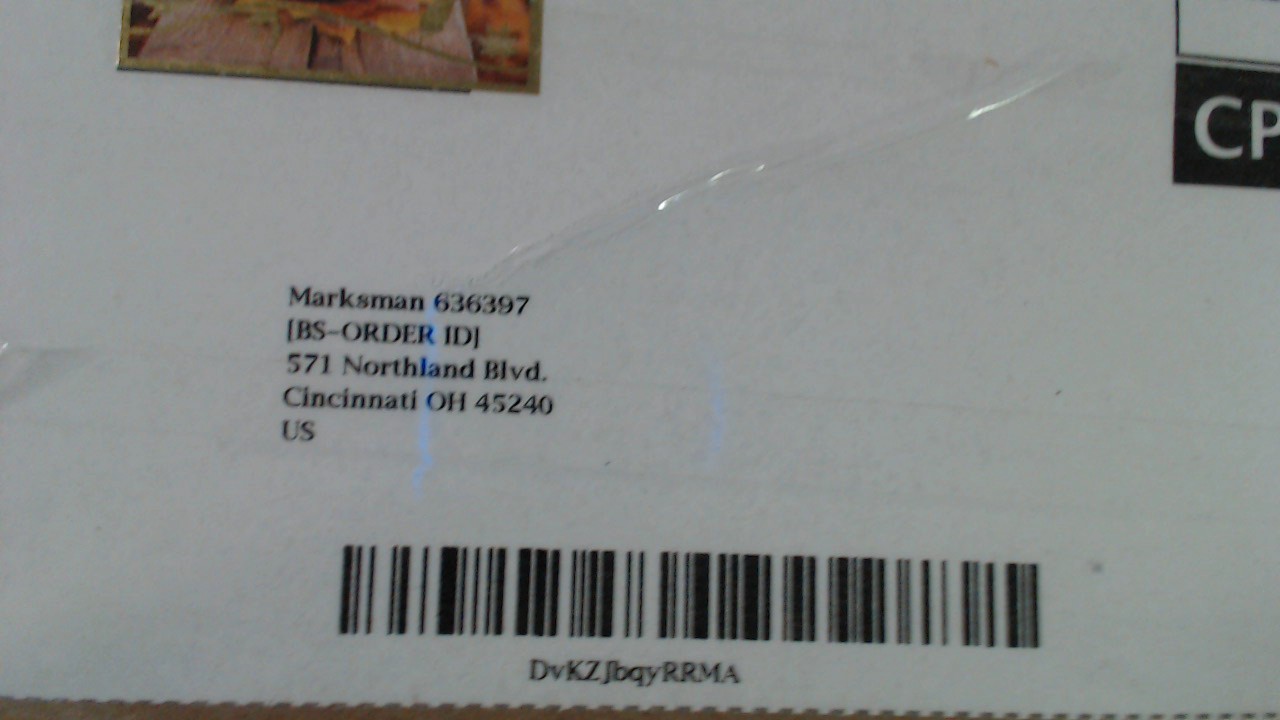 CP
Marksman 636397
[BS-ORDER ID]
571 Northland Blvd.
Cincinnati OH 45240
US
DvKZJbqyRRMA